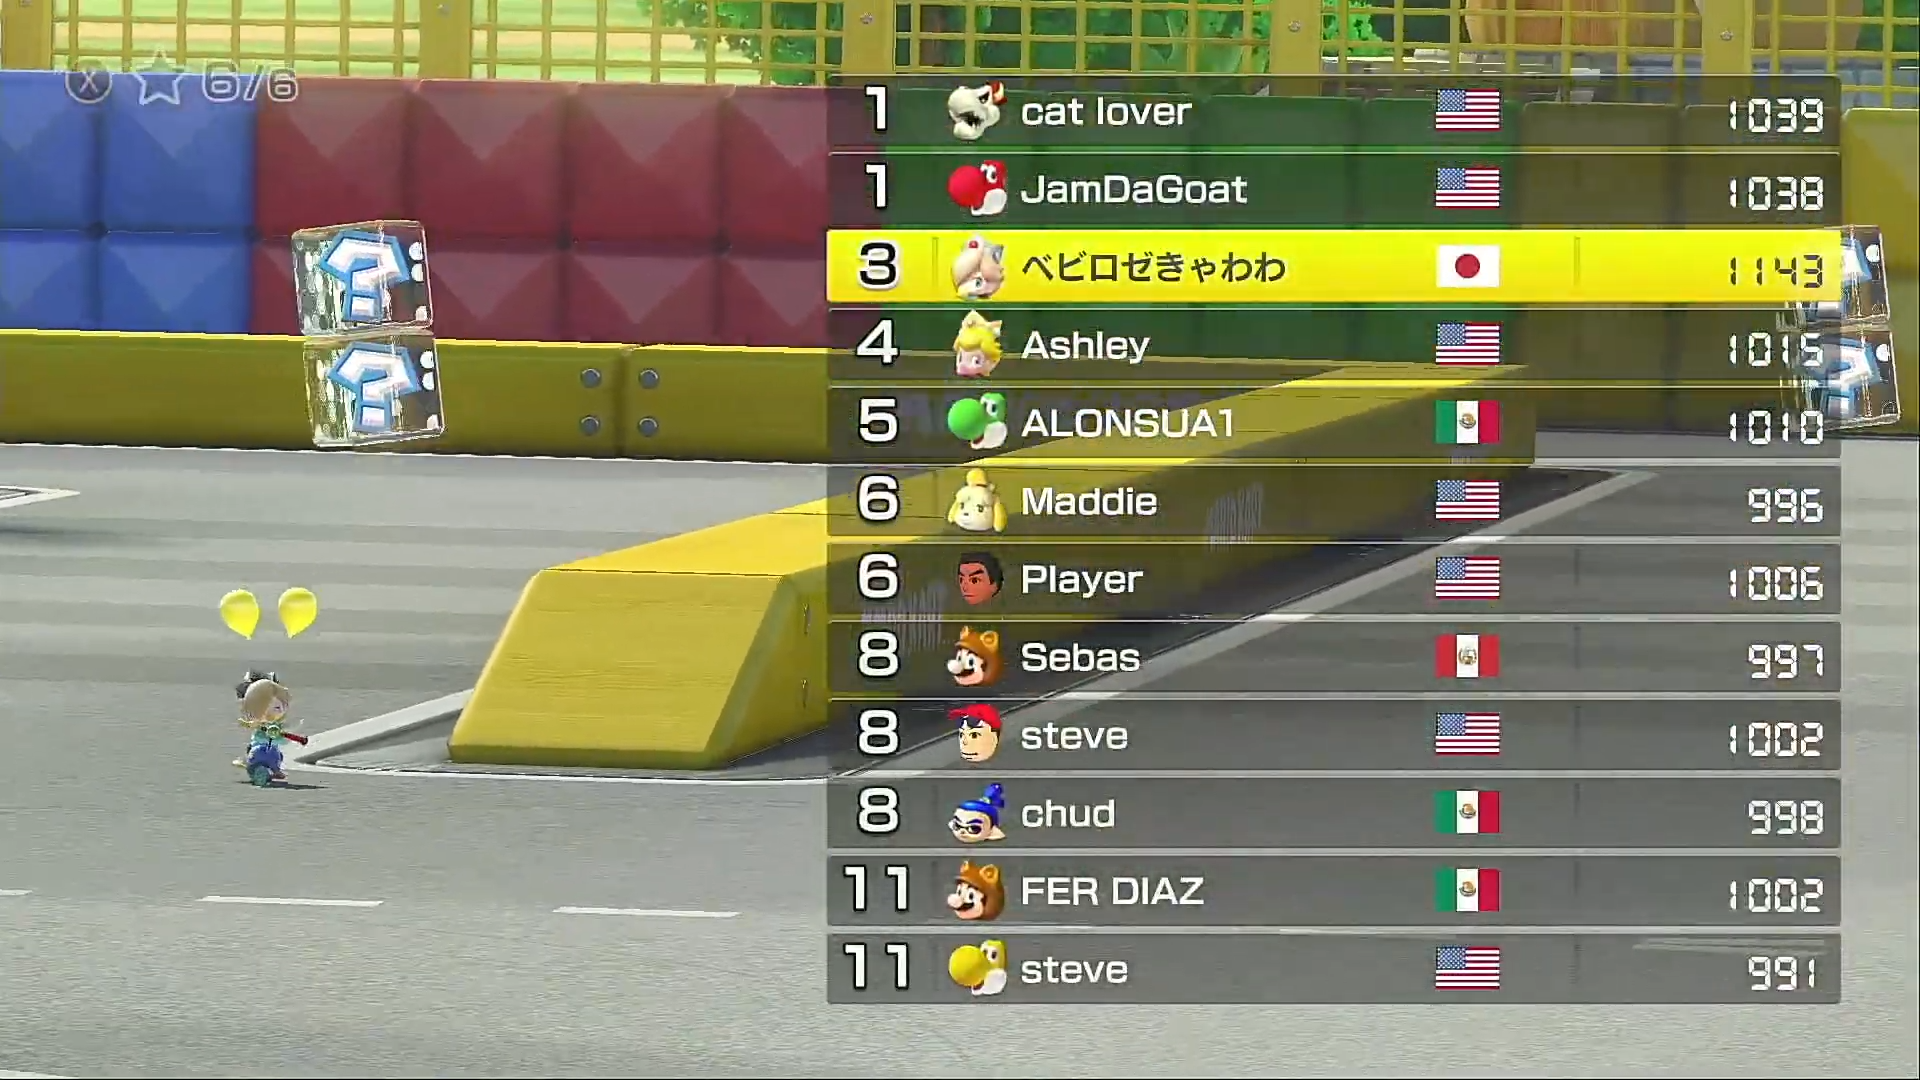 X ☆ 6/6
1 cat lover 1039
1 JamDaGoat 1038
3 ベビロゼきゃわわ 1143
4 Ashley 1015
5 ALONSUA1 1010
6 Maddie 996
6 Player 1006
8 Sebas 997
8 steve 1002
8 chud 998
11 FER DIAZ 1002
11 steve 991